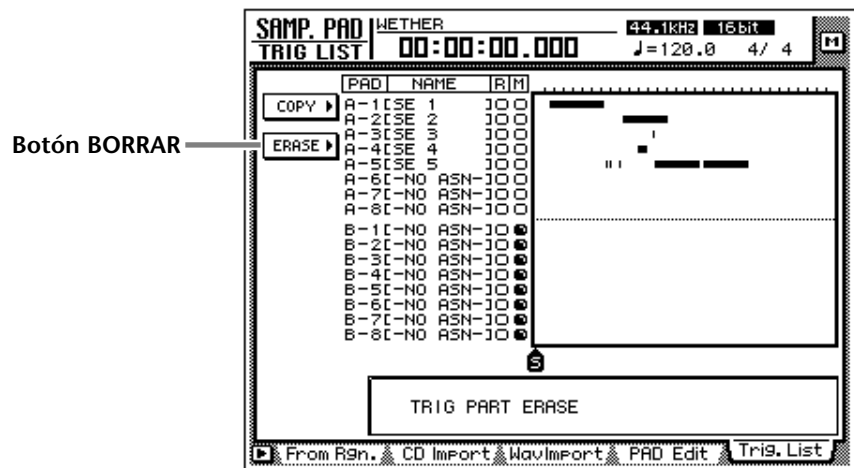 SAMP. PAD WETHER 44.1kHz 16bit
TRIG LIST 00:00:00.000 ♩=120.0 4/ 4 M
PAD NAME R M
COPY
Botón BORRAR
ERASE
A-1[SE 1 ]
A-2[SE 2 ]
A-3[SE 3 ]
A-4[SE 4 ]
A-5[SE 5 ]
A-6[-NO ASN-]
A-7[-NO ASN-]
A-8[-NO ASN-]
B-1[-NO ASN-]
B-2[-NO ASN-]
B-3[-NO ASN-]
B-4[-NO ASN-]
B-5[-NO ASN-]
B-6[-NO ASN-]
B-7[-NO ASN-]
B-8[-NO ASN-]
S
TRIG PART ERASE
From Rgn. CD Import WavImport PAD Edit Trig. List